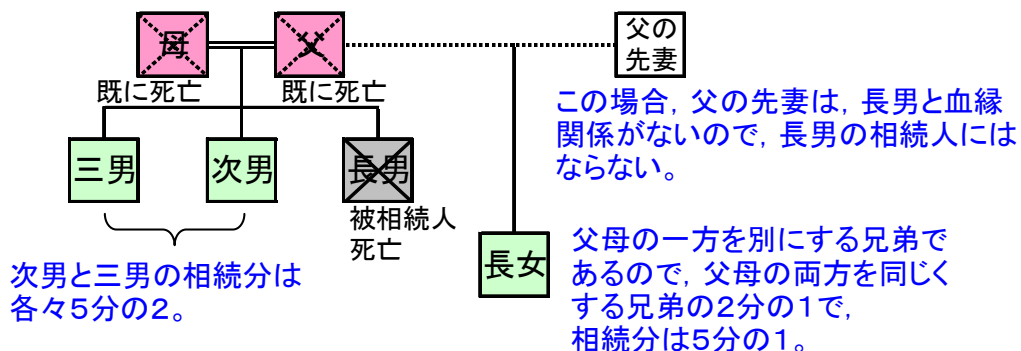 母
父
父の
先妻
既に死亡
既に死亡
この場合，父の先妻は，長男と血縁
関係がないので，長男の相続人には
ならない。
三男
次男
長男
被相続人
死亡
長女
次男と三男の相続分は
各々５分の２。
父母の一方を別にする兄弟で
あるので，父母の両方を同じく
する兄弟の２分の１で，
相続分は５分の１。